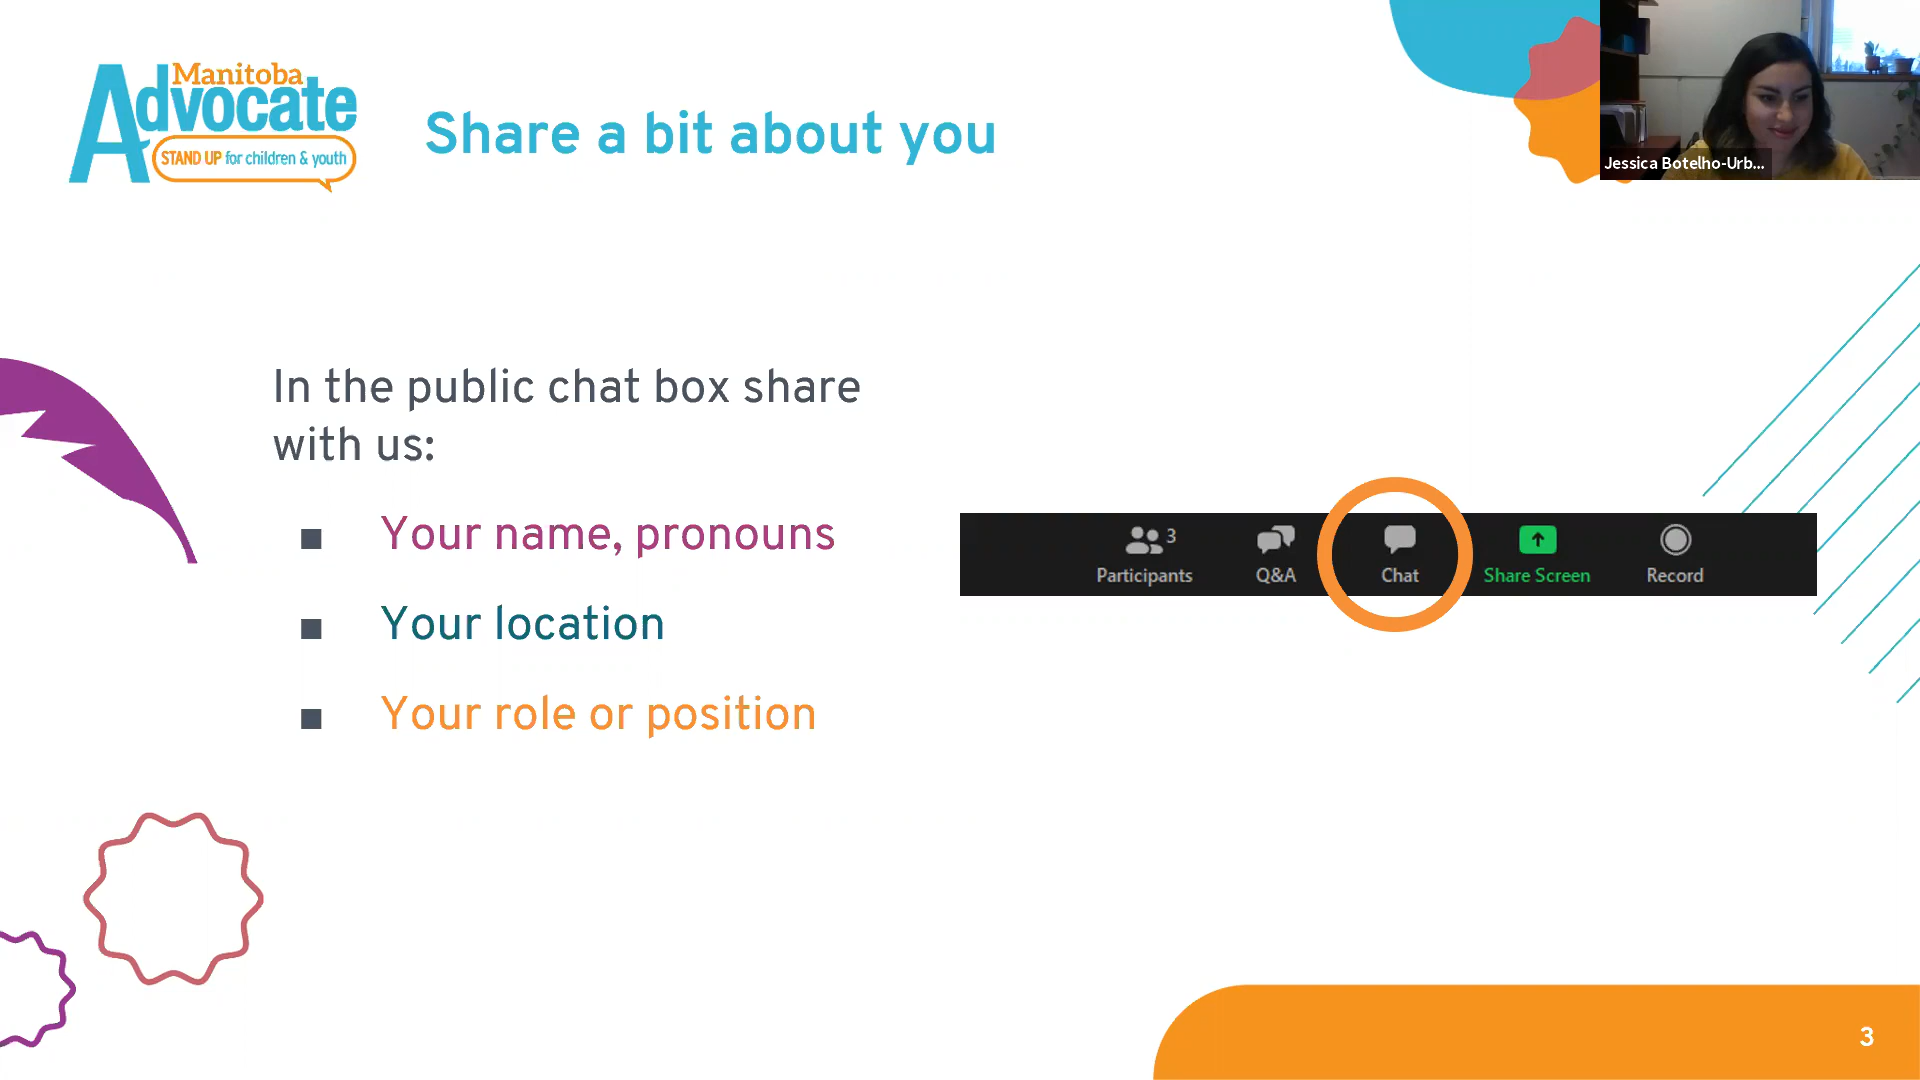 Manitoba
Advocate
STAND UP for children & youth
Share a bit about you
Jessica Botelho-Urb...
In the public chat box share
with us:
■ Your name, pronouns
■ Your location
■ Your role or position
3
Participants
Q&A
Chat
Share Screen
Record
3